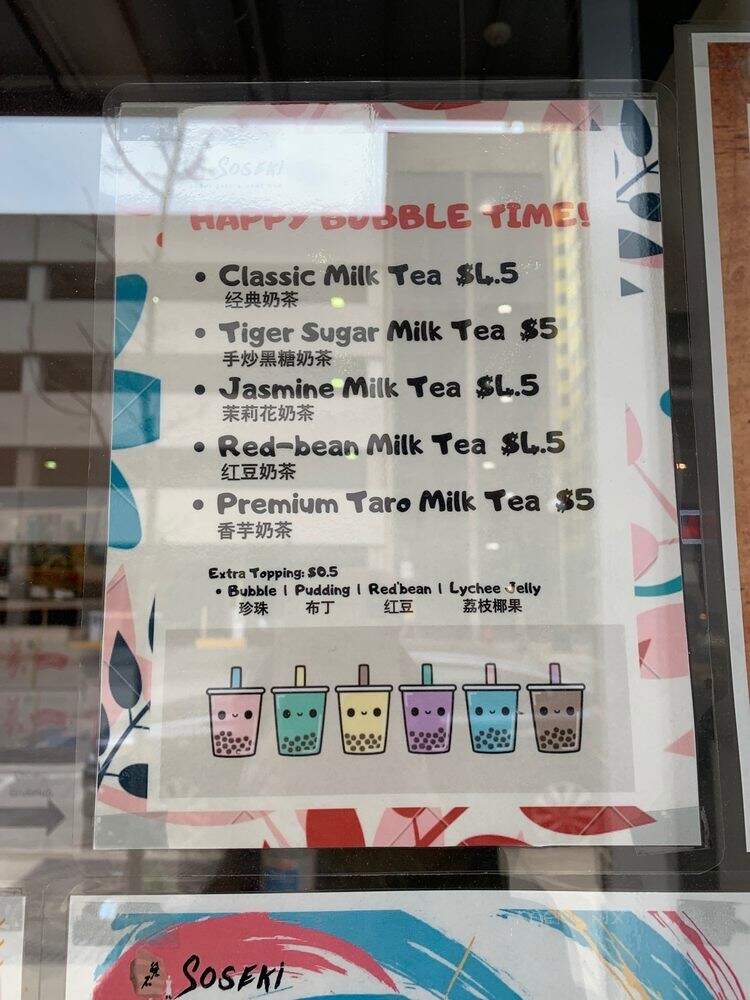 SOSEKI
HAPPY BUBBLE TIME!
• Classic Milk Tea $4.5
经典奶茶
• Tiger Sugar Milk Tea $5
手炒黑糖奶茶
• Jasmine Milk Tea $4.5
茉莉花奶茶
• Red-bean Milk Tea $4.5
红豆奶茶
• Premium Taro Milk Tea $5
香芋奶茶
Extra Topping: $0.5
• Bubble | Pudding | Red bean | Lychee Jelly
珍珠 布丁 红豆 荔枝椰果
SOSEKI